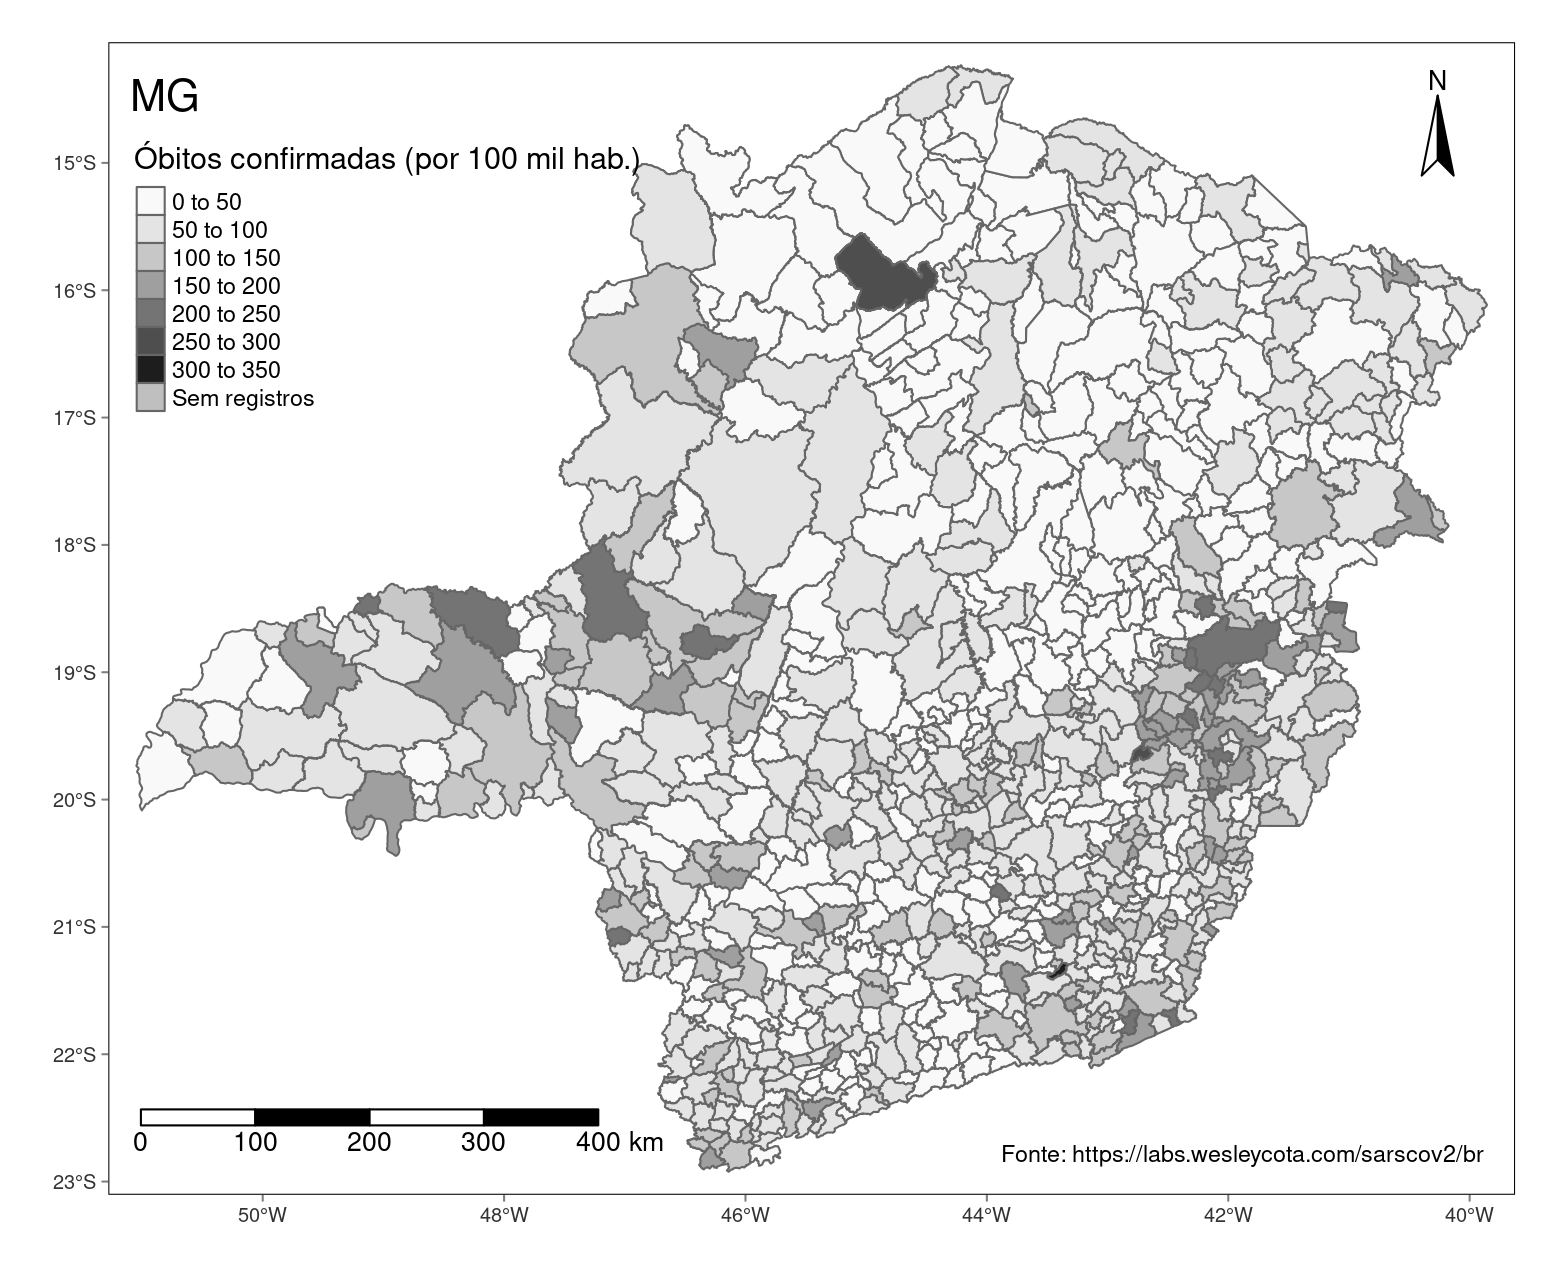 MG
N
Óbitos confirmadas (por 100 mil hab.)
0 to 50
50 to 100
100 to 150
150 to 200
200 to 250
250 to 300
300 to 350
Sem registros
15°S
16°S
17°S
18°S
19°S
20°S
21°S
22°S
23°S
0 100 200 300 400 km
Fonte: https://labs.wesleycota.com/sarscov2/br
50°W 48°W 46°W 44°W 42°W 40°W